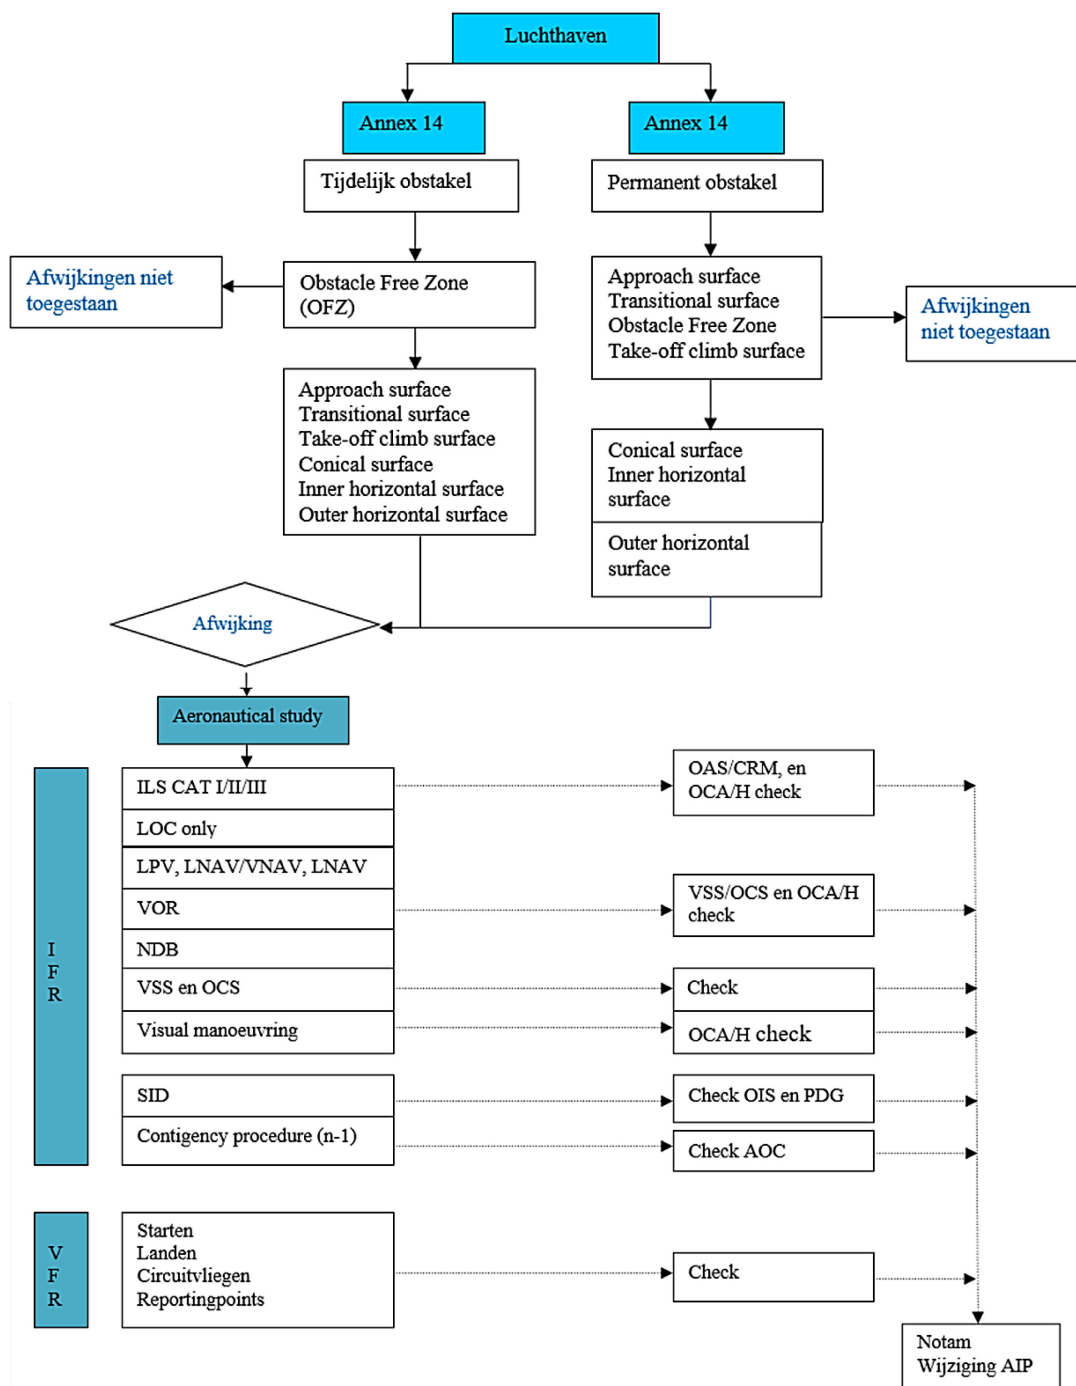 Luchthaven
Annex 14
Annex 14
Tijdelijk obstakel
Permanent obstakel
Afwijkingen niet
toegestaan
Obstacle Free Zone
(OFZ)
Approach surface
Transitional surface
Obstacle Free Zone
Take-off climb surface
Afwijkingen
niet toegestaan
Approach surface
Transitional surface
Take-off climb surface
Conical surface
Inner horizontal surface
Outer horizontal surface
Conical surface
Inner horizontal
surface
Outer horizontal
surface
Afwijking
Aeronautical study
I
F
R
ILS CAT I/II/III
OAS/CRM, en
OCA/H check
LOC only
LPV, LNAV/VNAV, LNAV
VOR
VSS/OCS en OCA/H
check
NDB
VSS en OCS
Check
Visual manoeuvring
OCA/H check
SID
Check OIS en PDG
Contigency procedure (n-1)
Check AOC
V
F
R
Starten
Landen
Circuitvliegen
Reportingpoints
Check
Notam
Wijziging AIP